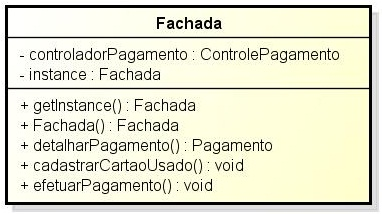 Fachada
- controladorPagamento : ControlePagamento
- instance : Fachada
+ getInstance() : Fachada
+ Fachada() : Fachada
+ detalharPagamento() : Pagamento
+ cadastrarCartaoUsado() : void
+ efetuarPagamento() : void